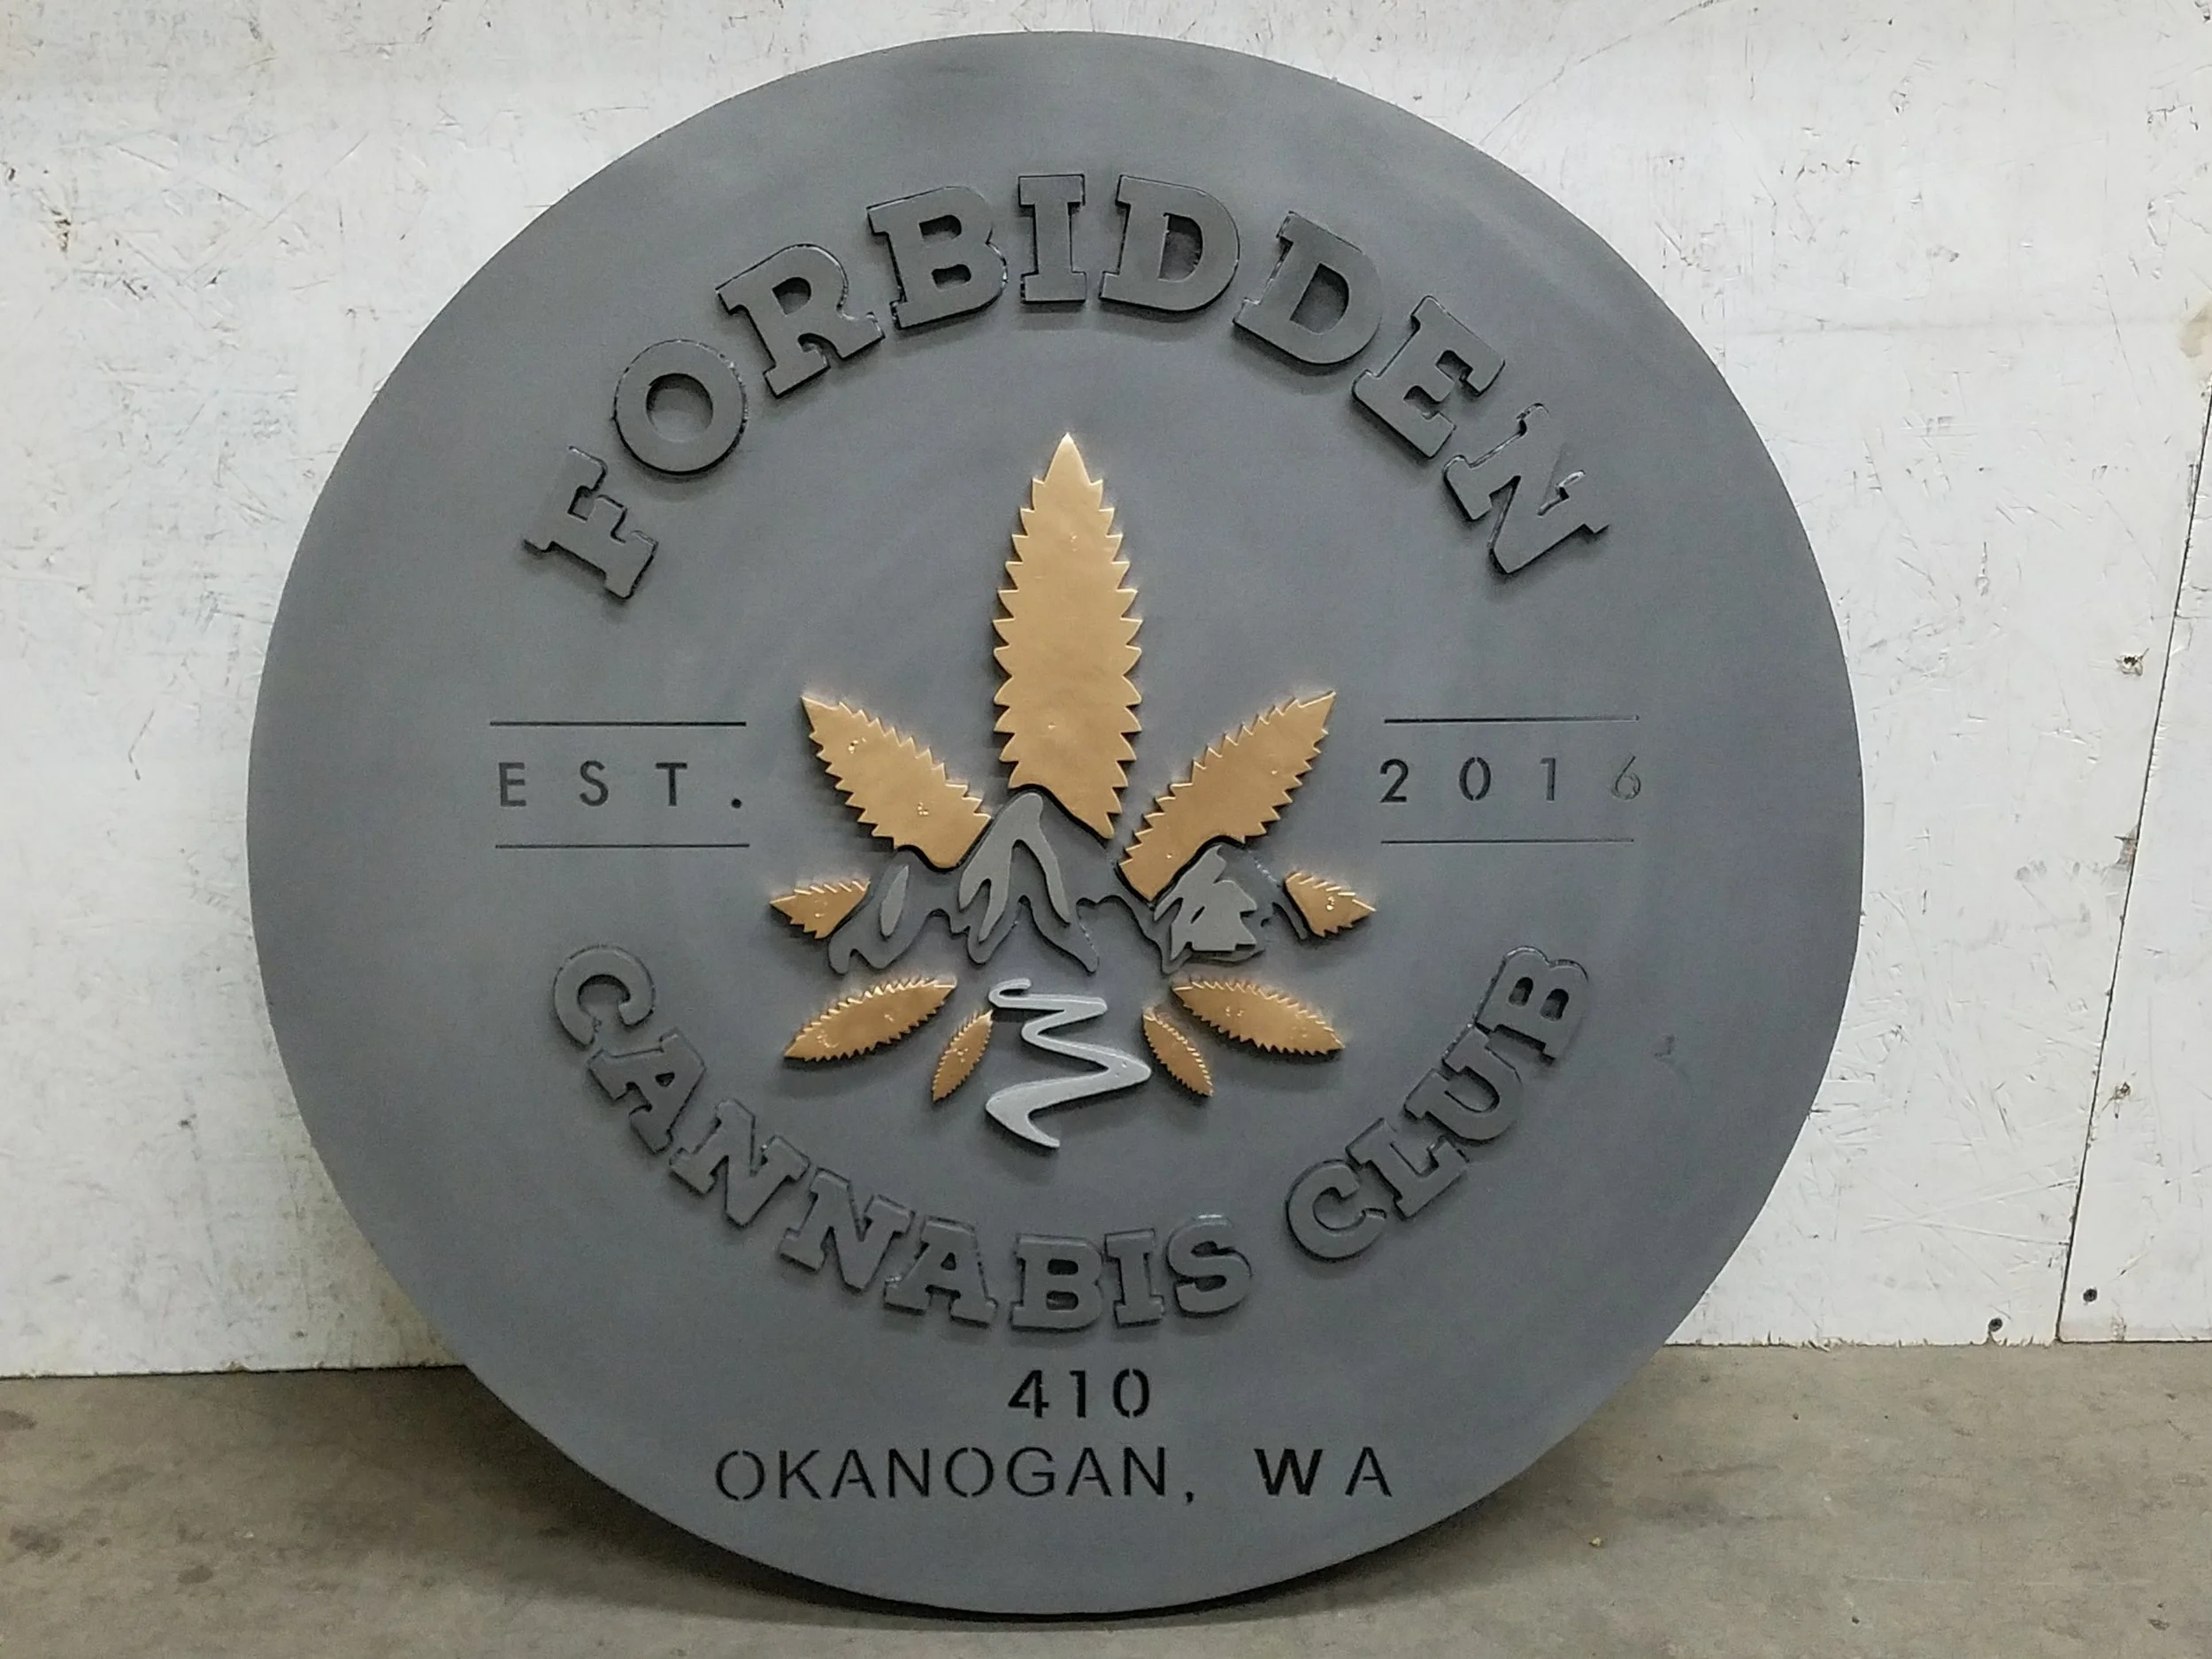 FORBIDDEN
EST. 2016
CANNABIS CLUB
410
OKANOGAN, WA